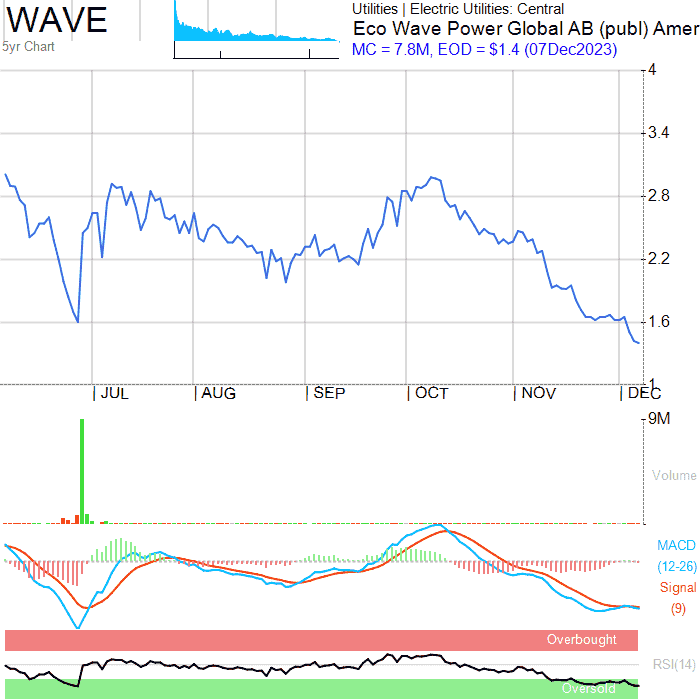 WAVE
5yr Chart
Utilities | Electric Utilities: Central
Eco Wave Power Global AB (publ) Amer
MC = 7.8M, EOD = $1.4 (07Dec2023)
4
3.4
2.8
2.2
1.6
1
JUL AUG SEP OCT NOV DEC
9M
Volume
MACD
(12-26)
Signal
(9)
Overbought
RSI(14)
Oversold